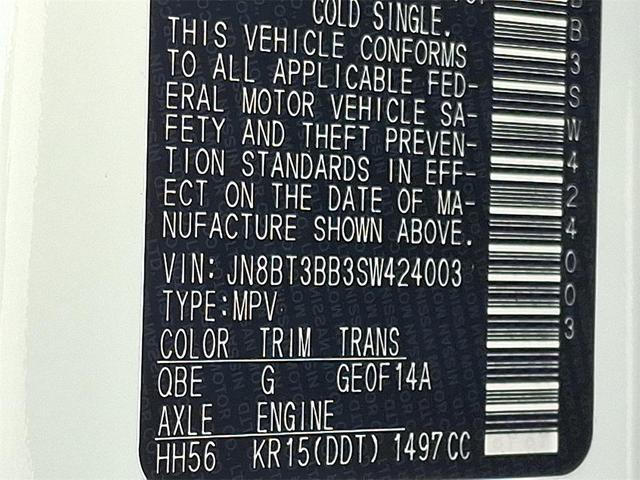 COLD SINGLE.
THIS VEHICLE CONFORMS
TO ALL APPLICABLE FED-
ERAL MOTOR VEHICLE SA-
FETY AND THEFT PREVEN-
TION STANDARDS IN EFF-
ECT ON THE DATE OF MA-
NUFACTURE SHOWN ABOVE.
VIN: JN8BT3BB3SW424003
TYPE:MPV
COLOR TRIM TRANS
QBE G GEOF14A
AXLE ENGINE
HH56 KR15(DDT) 1497CC
B3SW424003